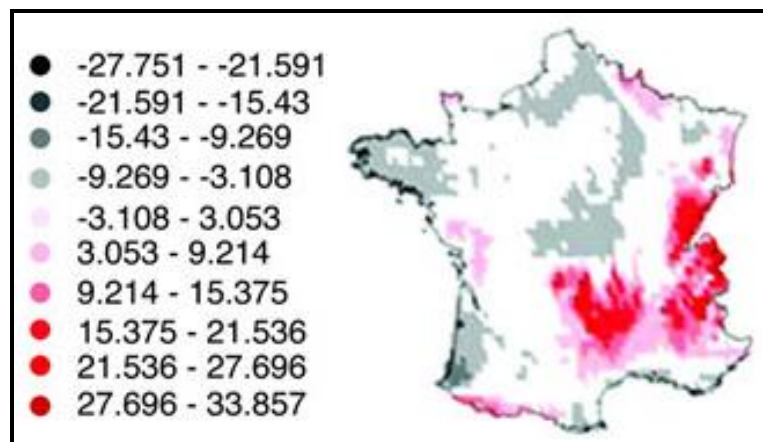 -27.751 - -21.591
-21.591 - -15.43
-15.43 - -9.269
-9.269 - -3.108
-3.108 - 3.053
3.053 - 9.214
9.214 - 15.375
15.375 - 21.536
21.536 - 27.696
27.696 - 33.857